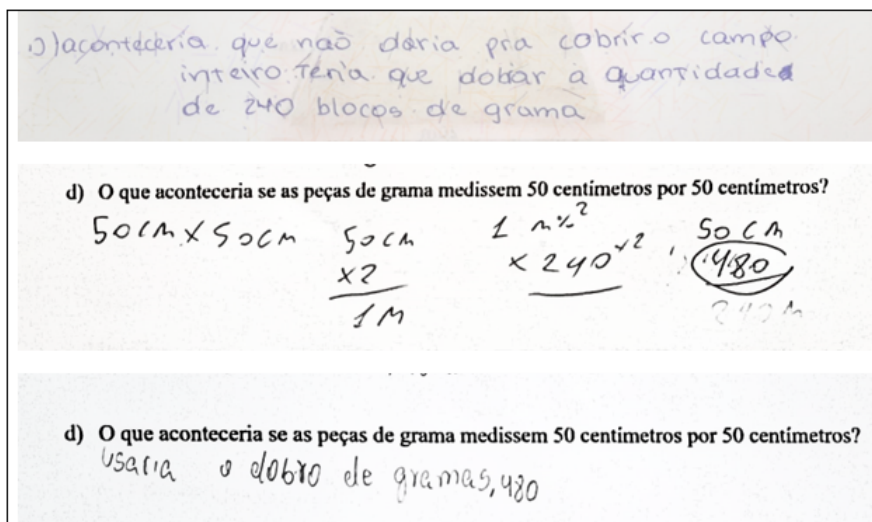 D) aconteceria que não daria pra cobrir o campo
inteiro. Teria que dobrar a quantidade
de 240 blocos de grama
d) O que aconteceria se as peças de grama medissem 50 centímetros por 50 centímetros?
50cm x 50cm 50cm 1 m² 50cm
x2 x 240 x2 480
1M 240M
d) O que aconteceria se as peças de grama medissem 50 centímetros por 50 centímetros?
Usaria o dobro de gramas, 480